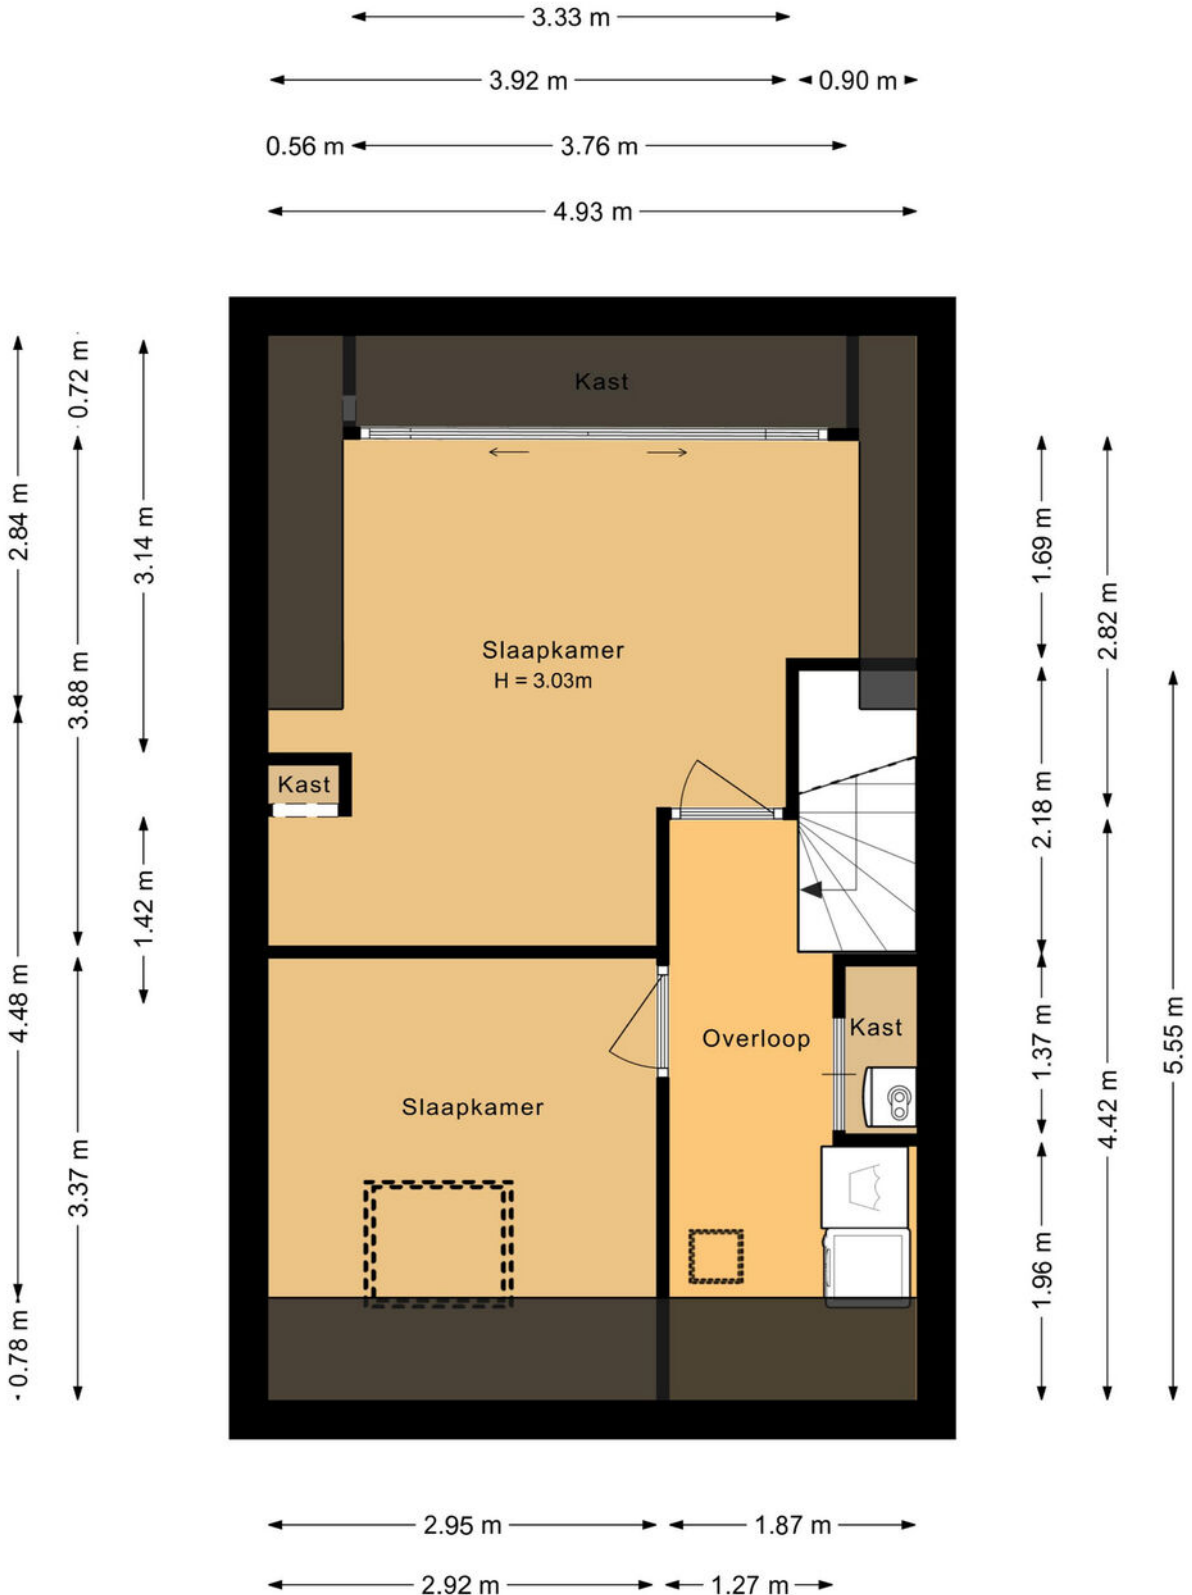 3.33 m
3.92 m
0.90 m
0.56 m
3.76 m
4.93 m
0.72 m
2.84 m
3.14 m
3.88 m
1.42 m
4.48 m
3.37 m
0.78 m
Kast
Slaapkamer
H = 3.03m
Kast
Overloop
Kast
Slaapkamer
1.69 m
2.82 m
2.18 m
5.55 m
1.37 m
4.42 m
1.96 m
2.95 m
1.87 m
2.92 m
1.27 m